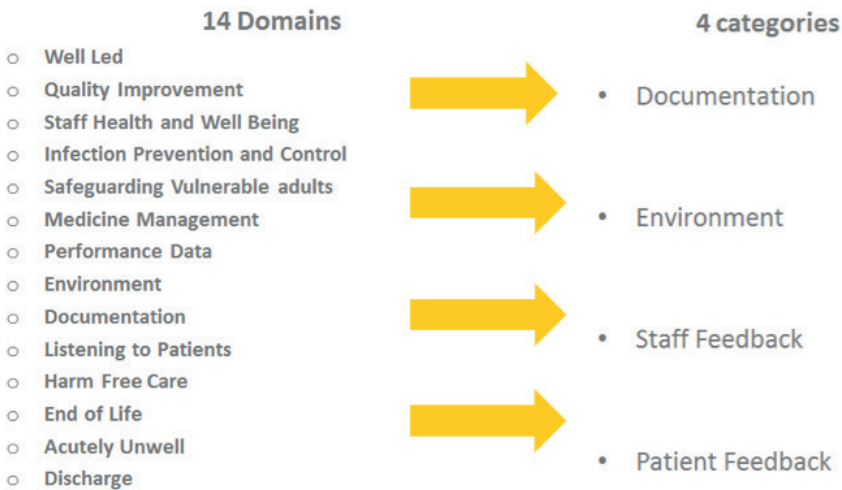 14 Domains
Well Led
Quality Improvement
Staff Health and Well Being
Infection Prevention and Control
Safeguarding Vulnerable adults
Medicine Management
Performance Data
Environment
Documentation
Listening to Patients
Harm Free Care
End of Life
Acutely Unwell
Discharge
4 categories
Documentation
Environment
Staff Feedback
Patient Feedback